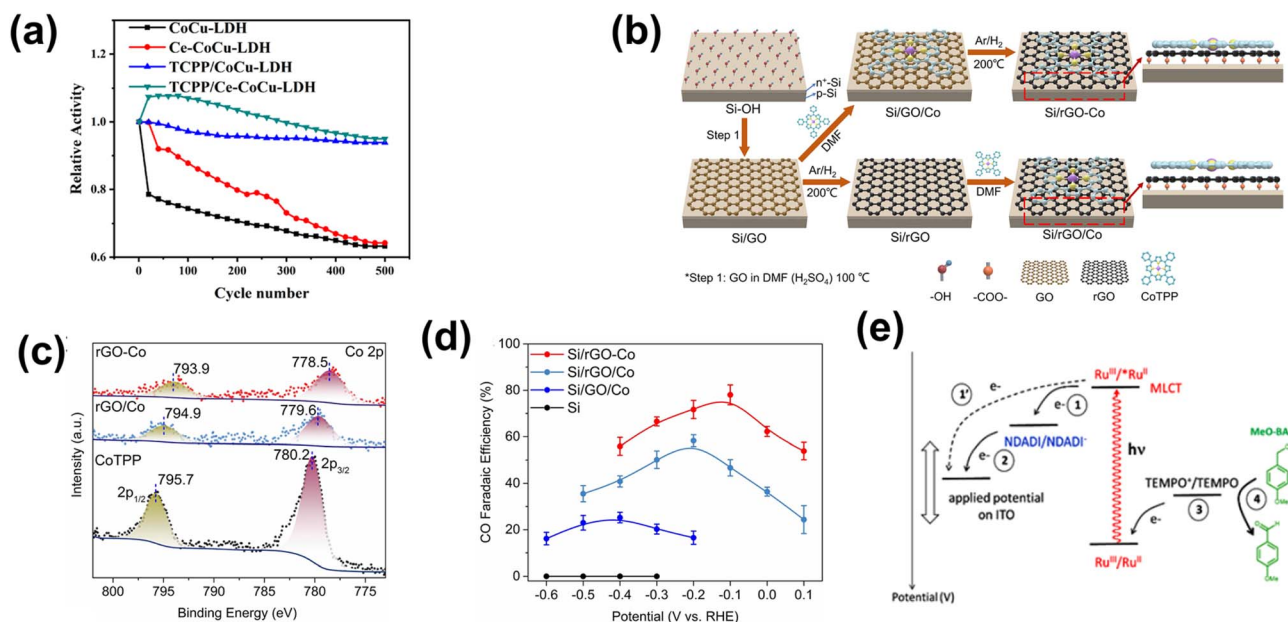 (a)
CoCu-LDH
Ce-CoCu-LDH
TCPP/CoCu-LDH
TCPP/Ce-CoCu-LDH
Relative Activity
1.2
1.0
0.8
0.6
0 100 200 300 400 500
Cycle number
(b)
Si-OH
n⁺-Si
p-Si
Step 1
DMF
Si/GO/Co
Ar/H₂
200℃
Si/rGO-Co
Si/GO
Ar/H₂
200℃
Si/rGO
DMF
Si/rGO/Co
*Step 1: GO in DMF (H₂SO₄) 100 ℃
-OH -COO- GO rGO CoTPP
(c)
rGO-Co
793.9
778.5
Co 2p
rGO/Co
794.9
779.6
CoTPP
780.2
2p₃/₂
795.7
2p₁/₂
Intensity (a.u.)
800 795 790 785 780 775
Binding Energy (eV)
(d)
Si/rGO-Co
Si/rGO/Co
Si/GO/Co
Si
CO Faradaic Efficiency (%)
100
80
60
40
20
0
-0.6 -0.5 -0.4 -0.3 -0.2 -0.1 0.0 0.1
Potential (V vs. RHE)
(e)
Ruᴵᴵᴵ/*Ruᴵᴵ
MLCT
e-
1'
e-
1
NDADI/NDADI⁻
e-
2
hν
applied potential
on ITO
MeO-BA
OMe
TEMPO⁺/TEMPO
4
e-
3
Ruᴵᴵᴵ/Ruᴵᴵ
O
H
OMe
Potential (V)